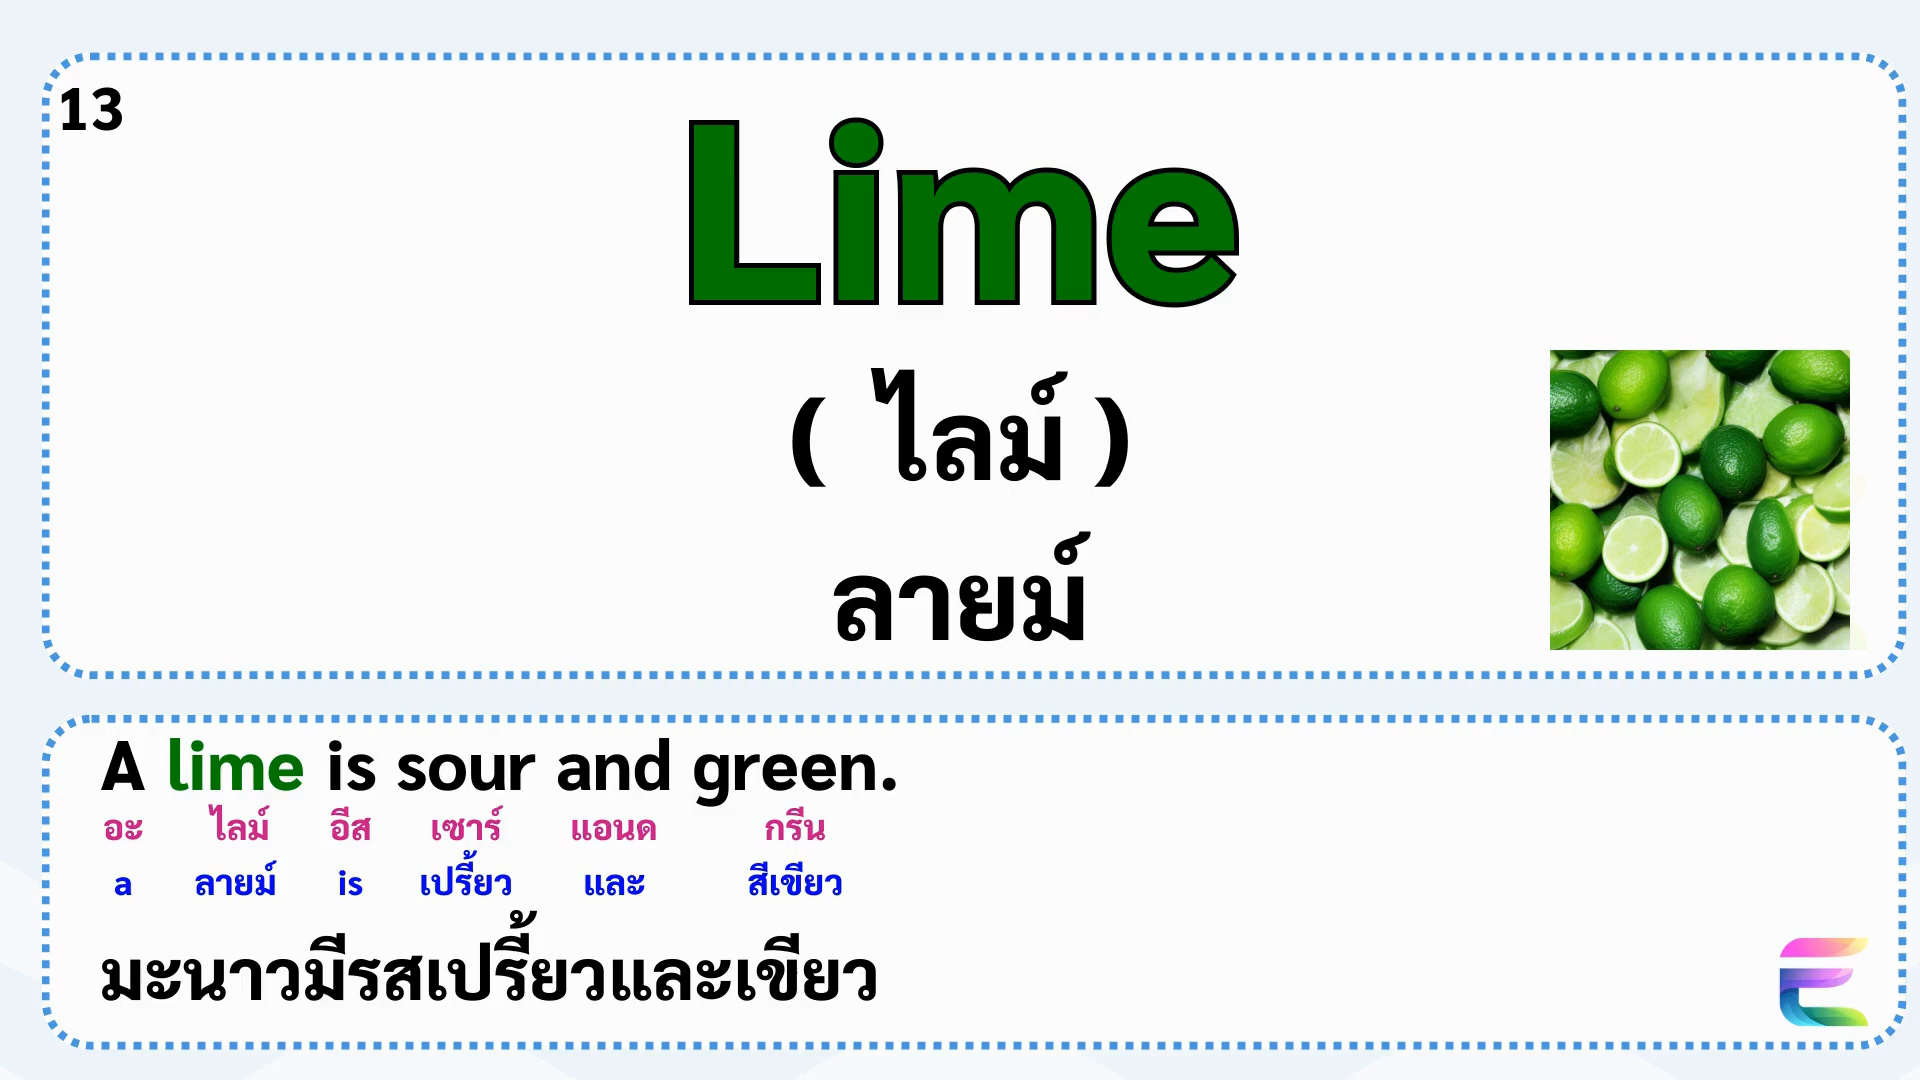 13
Lime
( ไลม์ )
ลายม์
A lime is sour and green.
อะ ไลม์ อีส เซาร์ แอนด กรีน
a ลายม์ is เปรี้ยว และ สีเขียว
มะนาวมีรสเปรี้ยวและเขียว